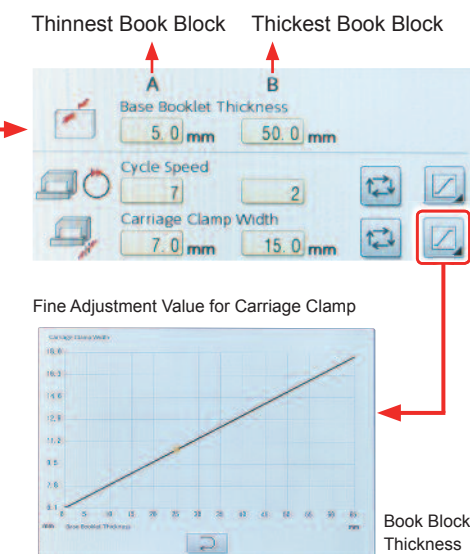 Thinnest Book Block Thickest Book Block
A B
Base Booklet Thickness
5.0 mm 50.0 mm
Cycle Speed
7 2
Carriage Clamp Width
7.0 mm 15.0 mm
Fine Adjustment Value for Carriage Clamp
Carriage Clamp Width
Base Booklet Thickness
mm mm
Book Block
Thickness